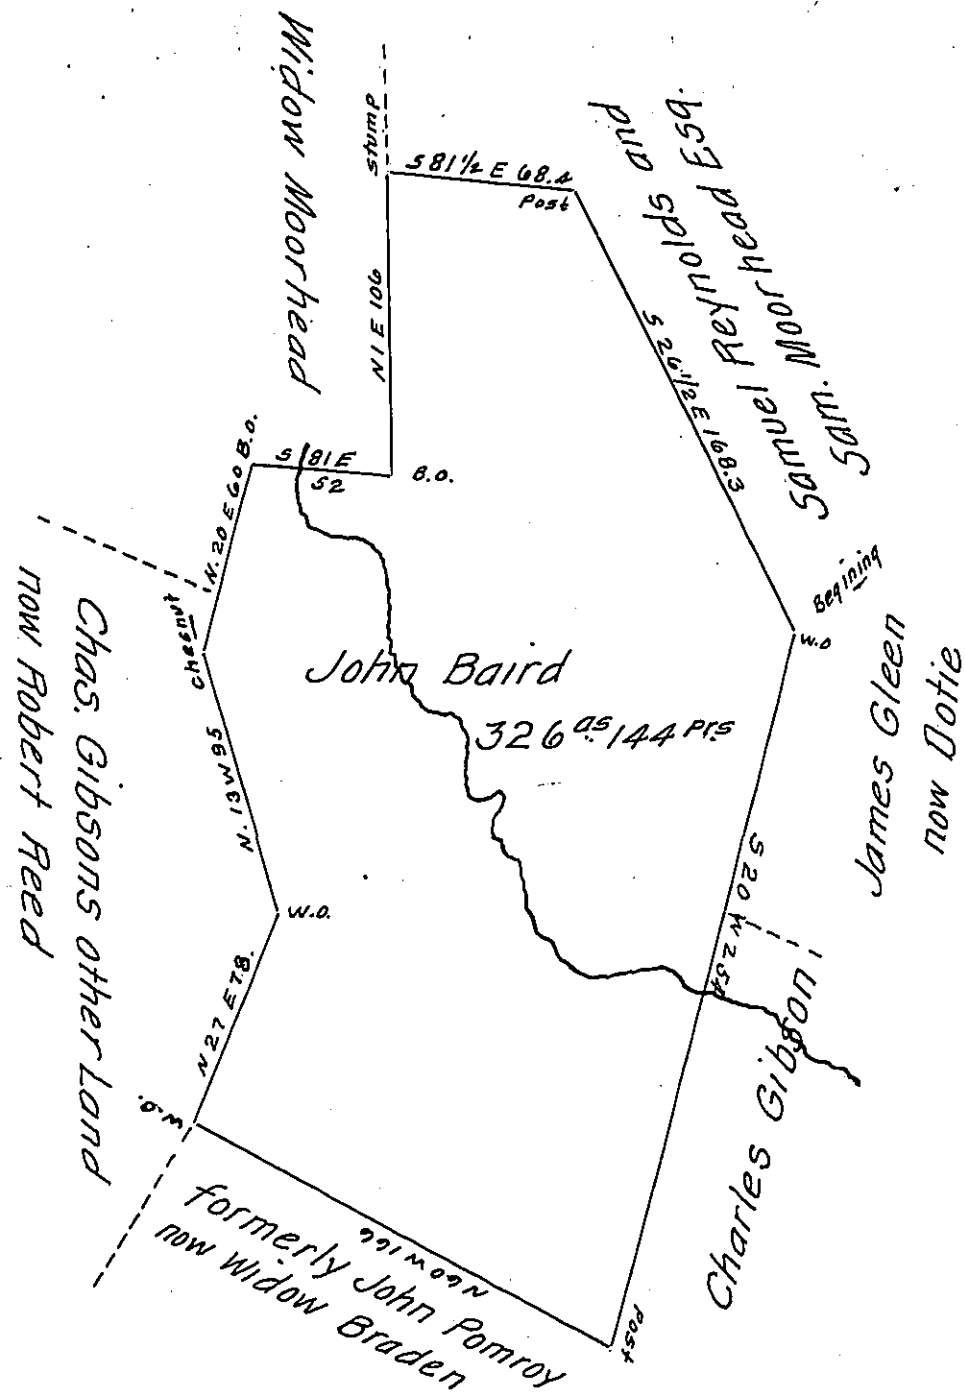 Widow Moorhead
stump
S 81½ E 68.4
Post
Samuel Reynolds and
Sam. Moorhead Esq.
S 26½ E 168.3
N 1 E 106
S 81 E
52
B.O.
N. 20 E 60 B.O.
Begining
W.O
James Gleen
now Dotie
Chesnut
John Baird
326 as 144 prs
N. 13 W 95
Chas. Gibsons other Land
now Robert Reed
W.O.
S 20 W 254
Charles Gibson
N 27 E 78.
W.O.
N 60 W 166
formerly John Pomroy
now Widow Braden
Post